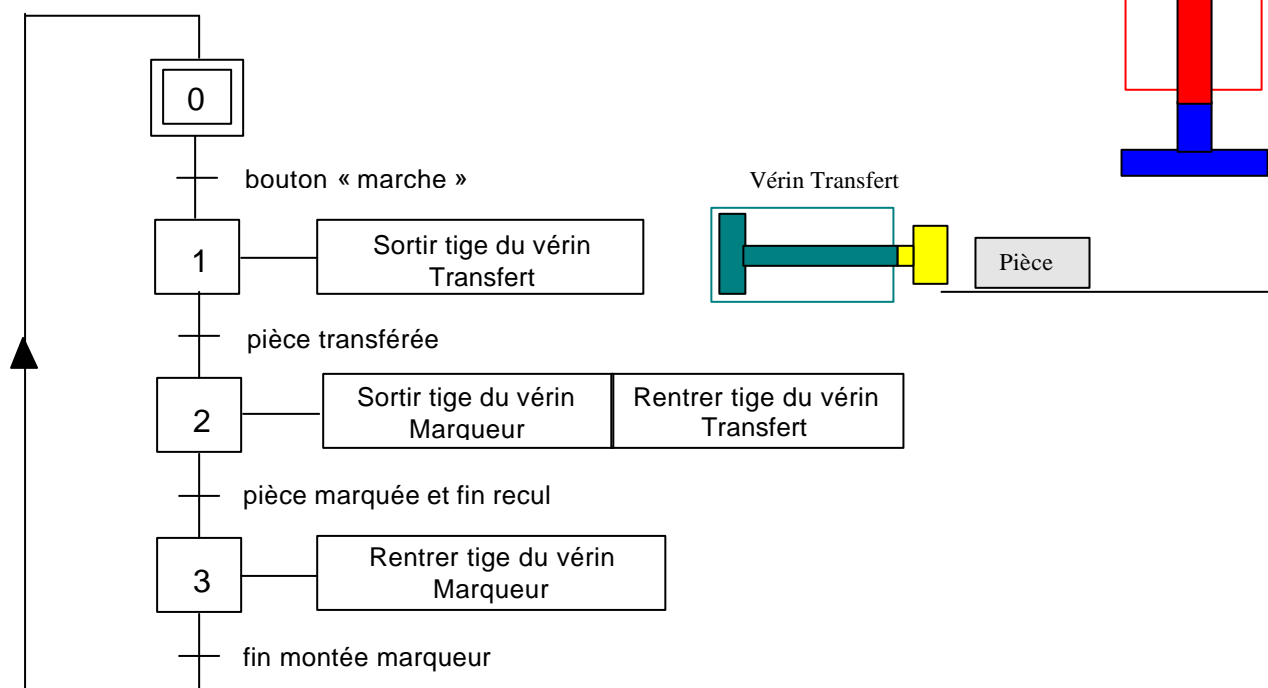 0
bouton « marche »
Vérin Transfert
1
Sortir tige du vérin
Transfert
Pièce
pièce transférée
2
Sortir tige du vérin
Marqueur
Rentrer tige du vérin
Transfert
pièce marquée et fin recul
3
Rentrer tige du vérin
Marqueur
fin montée marqueur